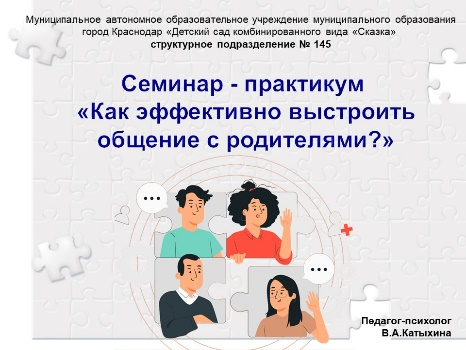 Муниципальное автономное образовательное учреждение муниципального образования
город Краснодар «Детский сад комбинированного вида «Сказка»
структурное подразделение № 145
Семинар - практикум
«Как эффективно выстроить
общение с родителями?»
Педагог-психолог
В.А.Катыхина